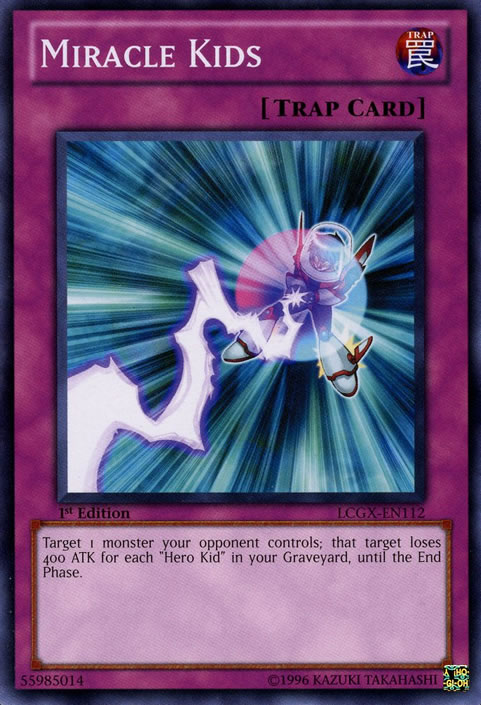 MIRACLE KIDS
TRAP
罠
[TRAP CARD]
1st Edition
LCGX-EN112
Target 1 monster your opponent controls; that target loses
400 ATK for each "Hero Kid" in your Graveyard, until the End
Phase.
55985014
©1996 KAZUKI TAKAHASHI